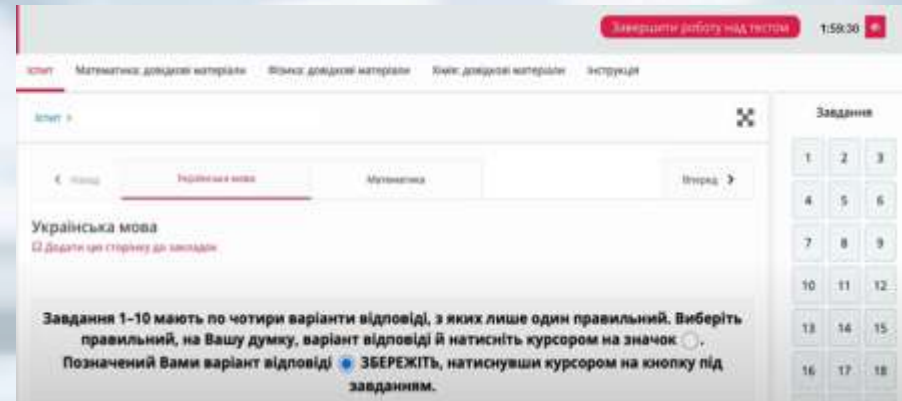 Завершити роботу над тестом
1:59:30
Іспит
Математика: довідкові матеріали
Фізика: довідкові матеріали
Хімія: довідкові матеріали
Інструкція
Іспит >
Завдання
Назад
Українська мова
Математика
Вперед
Українська мова
Додати цю сторінку до закладок
1 2 3
4 5 6
7 8 9
10 11 12
13 14 15
16 17 18
Завдання 1–10 мають по чотири варіанти відповіді, з яких лише один правильний. Виберіть
правильний, на Вашу думку, варіант відповіді й натисніть курсором на значок .
Позначений Вами варіант відповіді ЗБЕРЕЖІТЬ, натиснувши курсором на кнопку під
завданням.